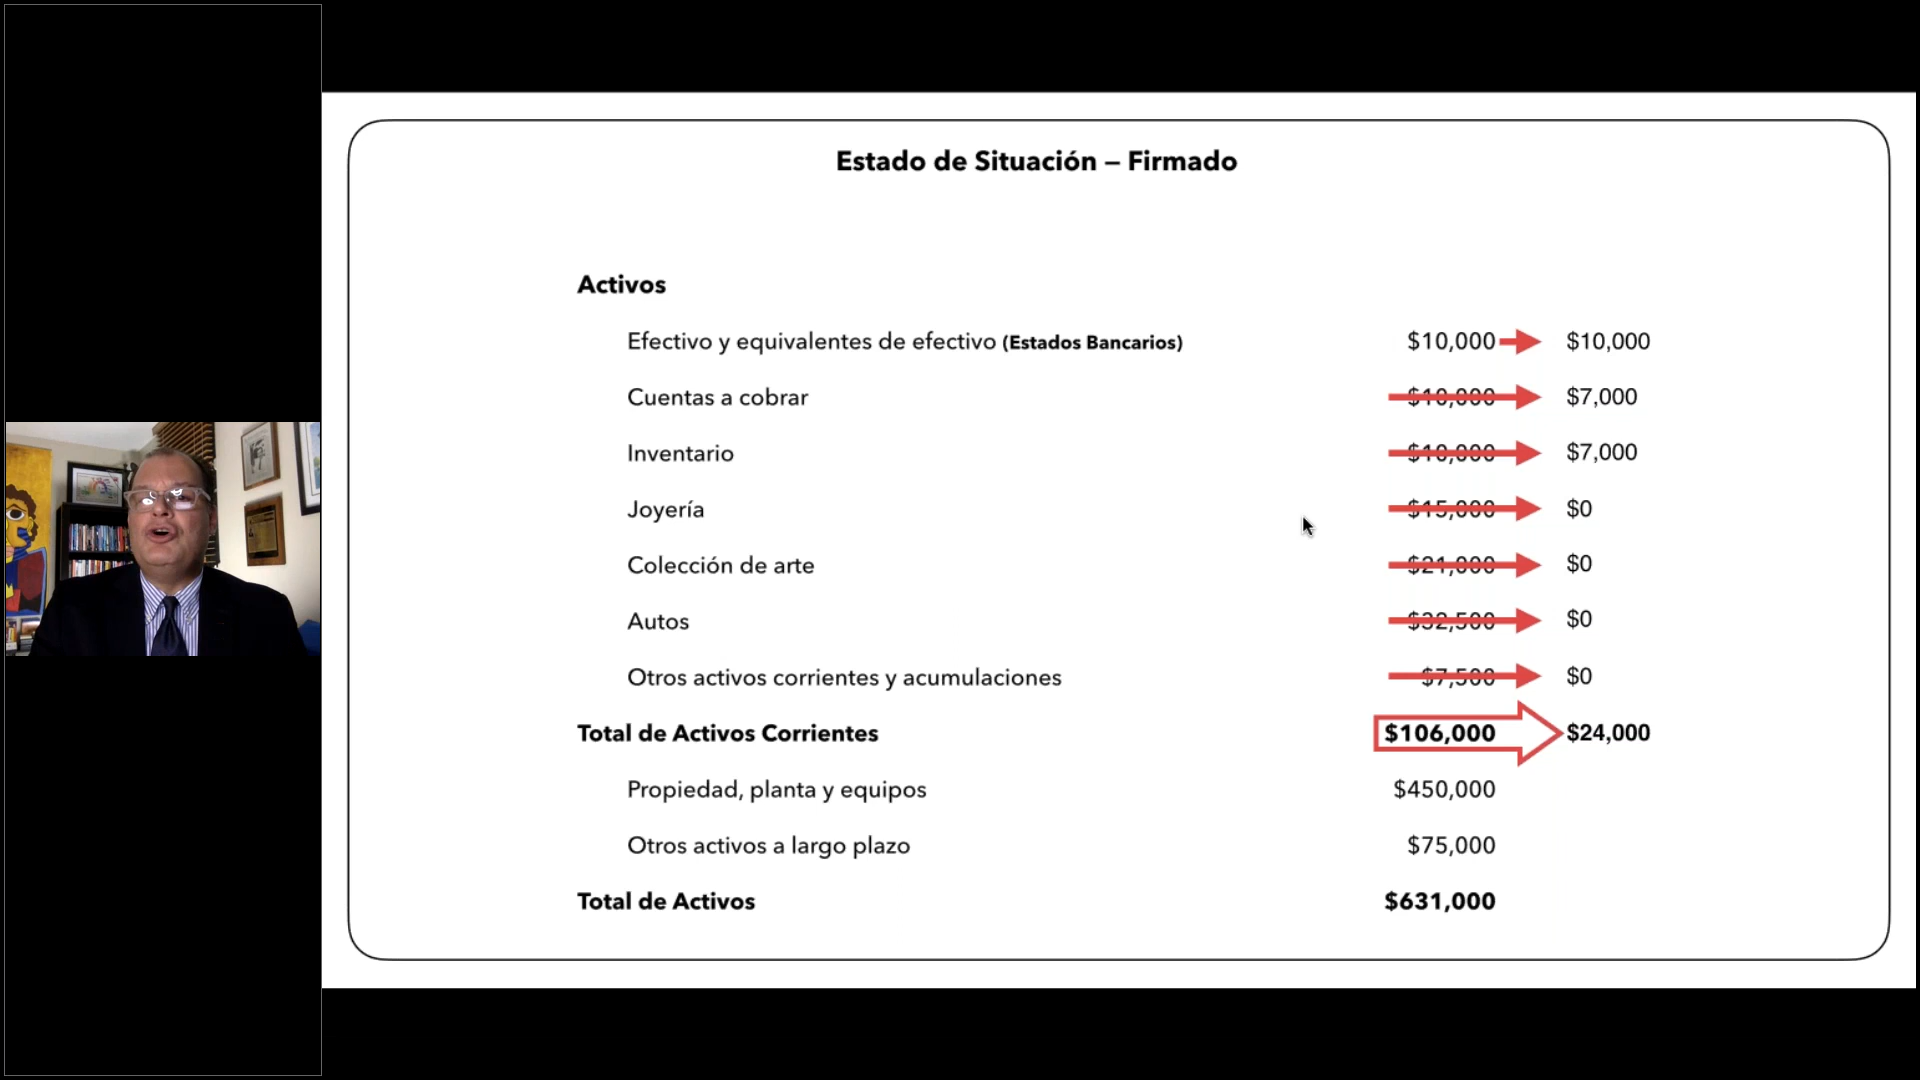 Estado de Situación – Firmado
Activos
Efectivo y equivalentes de efectivo (Estados Bancarios) $10,000 $10,000
Cuentas a cobrar $10,000 $7,000
Inventario $10,000 $7,000
Joyería $15,000 $0
Colección de arte $21,000 $0
Autos $32,500 $0
Otros activos corrientes y acumulaciones $7,500 $0
Total de Activos Corrientes $106,000 $24,000
Propiedad, planta y equipos $450,000
Otros activos a largo plazo $75,000
Total de Activos $631,000